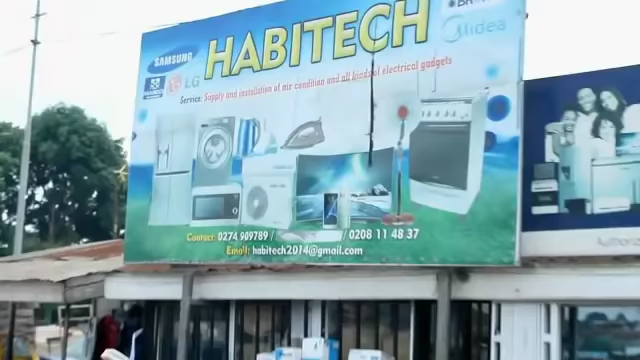 HABITECH
SAMSUNG
LG
Midea
Service: Supply and installation of air condition and all kinds of electrical gadgets
Contact: 0274 909789 / / 0208 11 48 37
Email: habitech2014@gmail.com